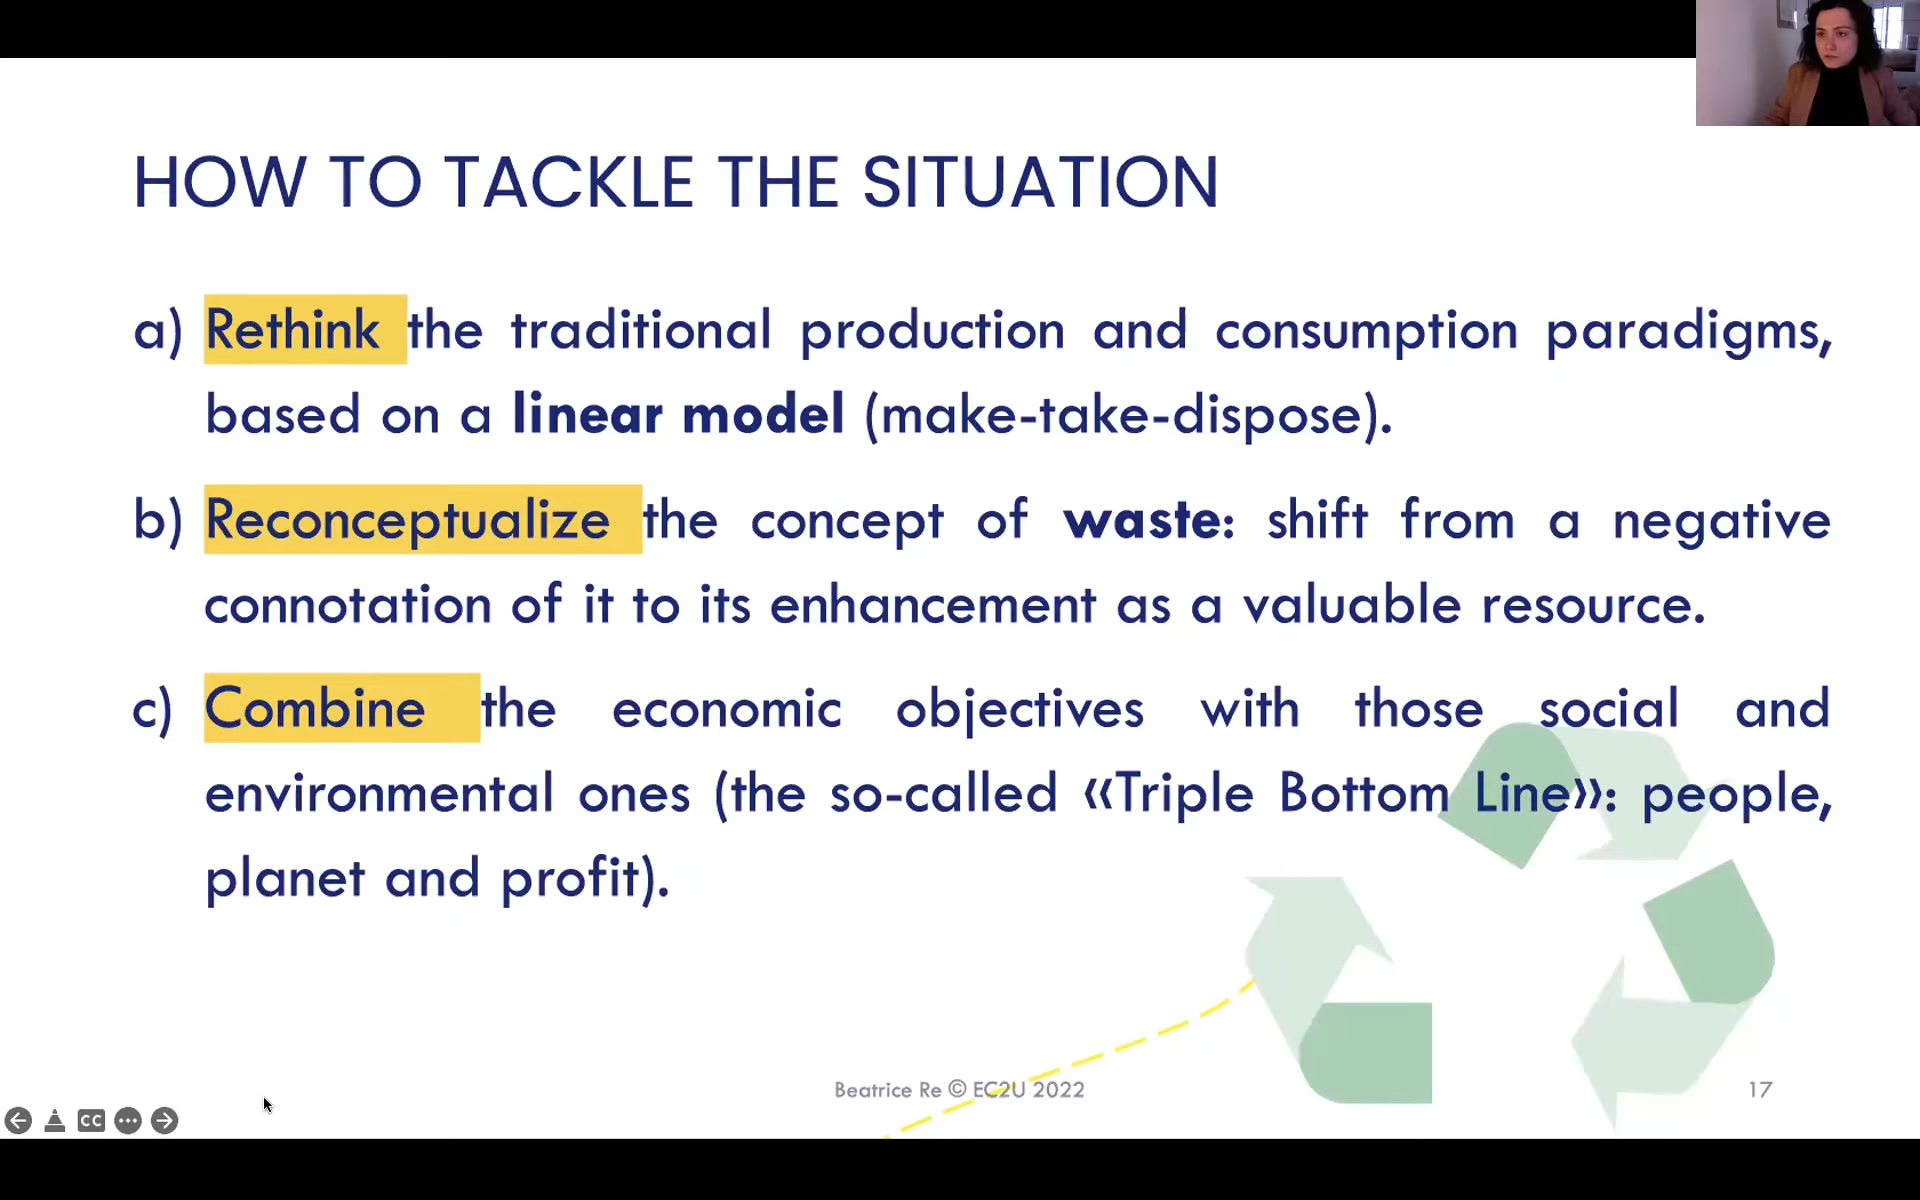 HOW TO TACKLE THE SITUATION
a) Rethink the traditional production and consumption paradigms,
based on a linear model (make-take-dispose).
b) Reconceptualize the concept of waste: shift from a negative
connotation of it to its enhancement as a valuable resource.
c) Combine the economic objectives with those social and
environmental ones (the so-called «Triple Bottom Line»: people,
planet and profit).
Beatrice Re © EC2U 2022
17
CC